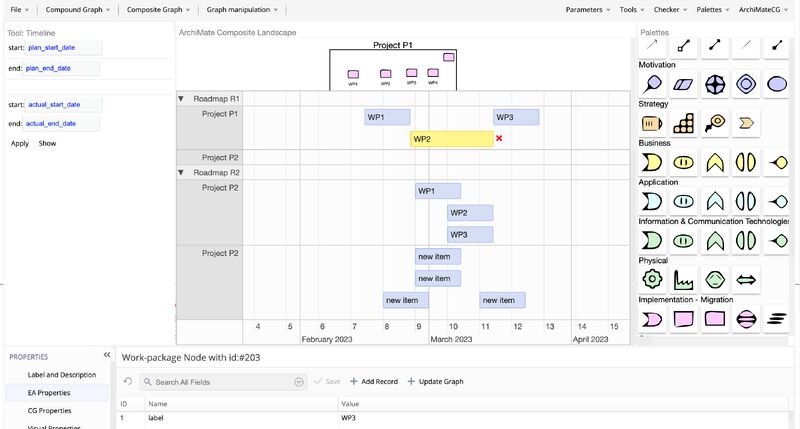 File Compound Graph Composite Graph Graph manipulation Parameters Tools Checker Palettes ArchiMateCG
Tool: Timeline
start: plan_start_date
end: plan_end_date
start: actual_start_date
end: actual_end_date
Apply Show
ArchiMate Composite Landscape
Project P1
WP1 WP2 WP3 WP4
Roadmap R1
Project P1
WP1
WP3
WP2
Project P2
Roadmap R2
Project P2
WP1
WP2
WP3
Project P2
new item
new item
new item
new item
4 5 6 7 8 9 10 11 12 13 14 15
February 2023 March 2023 April 2023
Palettes
Motivation
Strategy
Business
Application
Information & Communication Technologies
Physical
Implementation - Migration
PROPERTIES
Label and Description
EA Properties
CG Properties
Visual Properties
Work-package Node with id:#203
Search All Fields Save Add Record Update Graph
ID Name Value
1 label WP3